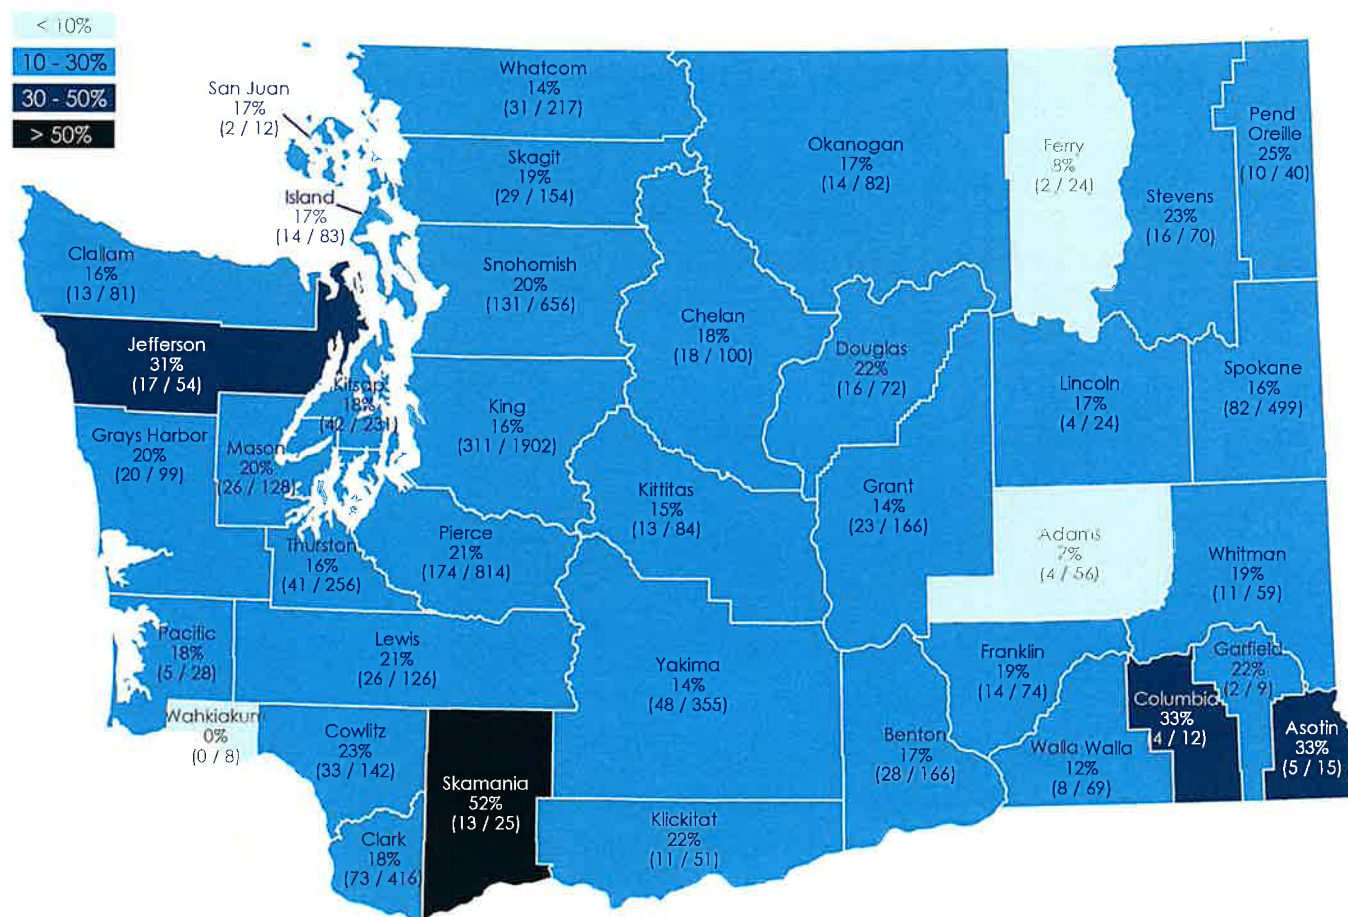 < 10%
10 - 30%
30 - 50%
> 50%
San Juan
17%
(2 / 12)
Whatcom
14%
(31 / 217)
Skagit
19%
(29 / 154)
Island
17%
(14 / 83)
Okanogan
17%
(14 / 82)
Ferry
8%
(2 / 24)
Pend
Oreille
25%
(10 / 40)
Stevens
23%
(16 / 70)
Clallam
16%
(13 / 81)
Snohomish
20%
(131 / 656)
Chelan
18%
(18 / 100)
Jefferson
31%
(17 / 54)
Douglas
22%
(16 / 72)
Kitsap
18%
(42 / 231)
King
16%
(311 / 1902)
Lincoln
17%
(4 / 24)
Spokane
16%
(82 / 499)
Grays Harbor
20%
(20 / 99)
Mason
20%
(26 / 128)
Kittitas
15%
(13 / 84)
Grant
14%
(23 / 166)
Thurston
16%
(41 / 256)
Pierce
21%
(174 / 814)
Adams
7%
(4 / 56)
Whitman
19%
(11 / 59)
Pacific
18%
(5 / 28)
Lewis
21%
(26 / 126)
Yakima
14%
(48 / 355)
Franklin
19%
(14 / 74)
Garfield
22%
(2 / 9)
Wahkiakum
0%
(0 / 8)
Cowlitz
23%
(33 / 142)
Skamania
52%
(13 / 25)
Benton
17%
(28 / 166)
Walla Walla
12%
(8 / 69)
Columbia
33%
(4 / 12)
Asotin
33%
(5 / 15)
Clark
18%
(73 / 416)
Klickitat
22%
(11 / 51)